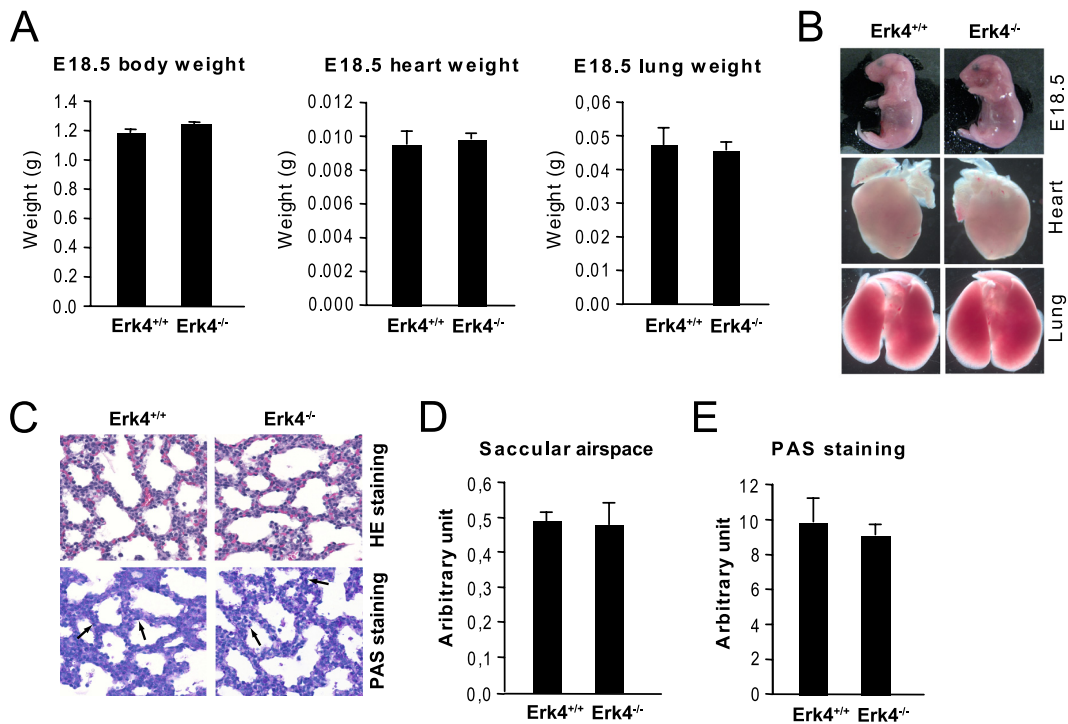 A
E18.5 body weight
Weight (g)
1.4
1.2
1.0
0.8
0.6
0.4
0.2
0.0
Erk4+/+ Erk4-/-
E18.5 heart weight
Weight (g)
0.012
0.010
0.008
0.006
0.004
0.002
0.000
Erk4+/+ Erk4-/-
E18.5 lung weight
Weight (g)
0,06
0.05
0.04
0.03
0.02
0.01
0.00
Erk4+/+ Erk4-/-
B
Erk4+/+ Erk4-/-
E18.5
Heart
Lung
C
Erk4+/+ Erk4-/-
HE staining
PAS staining
D
Saccular airspace
Aribitrary unit
0,6
0,5
0,4
0,3
0,2
0,1
0,0
Erk4+/+ Erk4-/-
E
PAS staining
Arbitrary unit
12
10
8
6
4
2
0
Erk4+/+ Erk4-/-